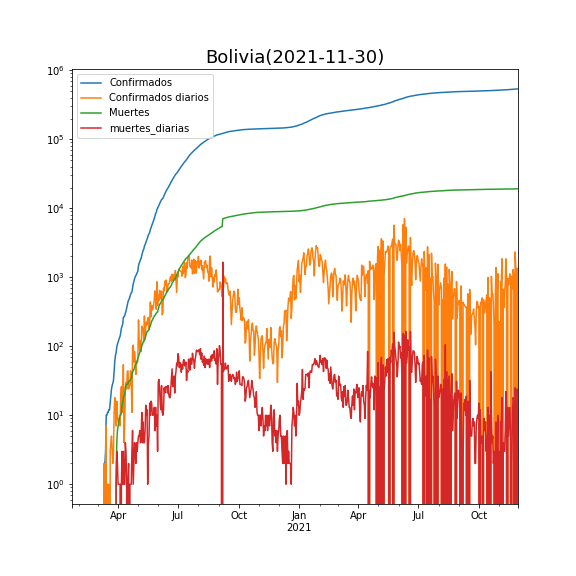 Bolivia(2021-11-30)
Confirmados
Confirmados diarios
Muertes
muertes_diarias
10^6
10^5
10^4
10^3
10^2
10^1
10^0
Apr Jul Oct Jan Apr Jul Oct
2021